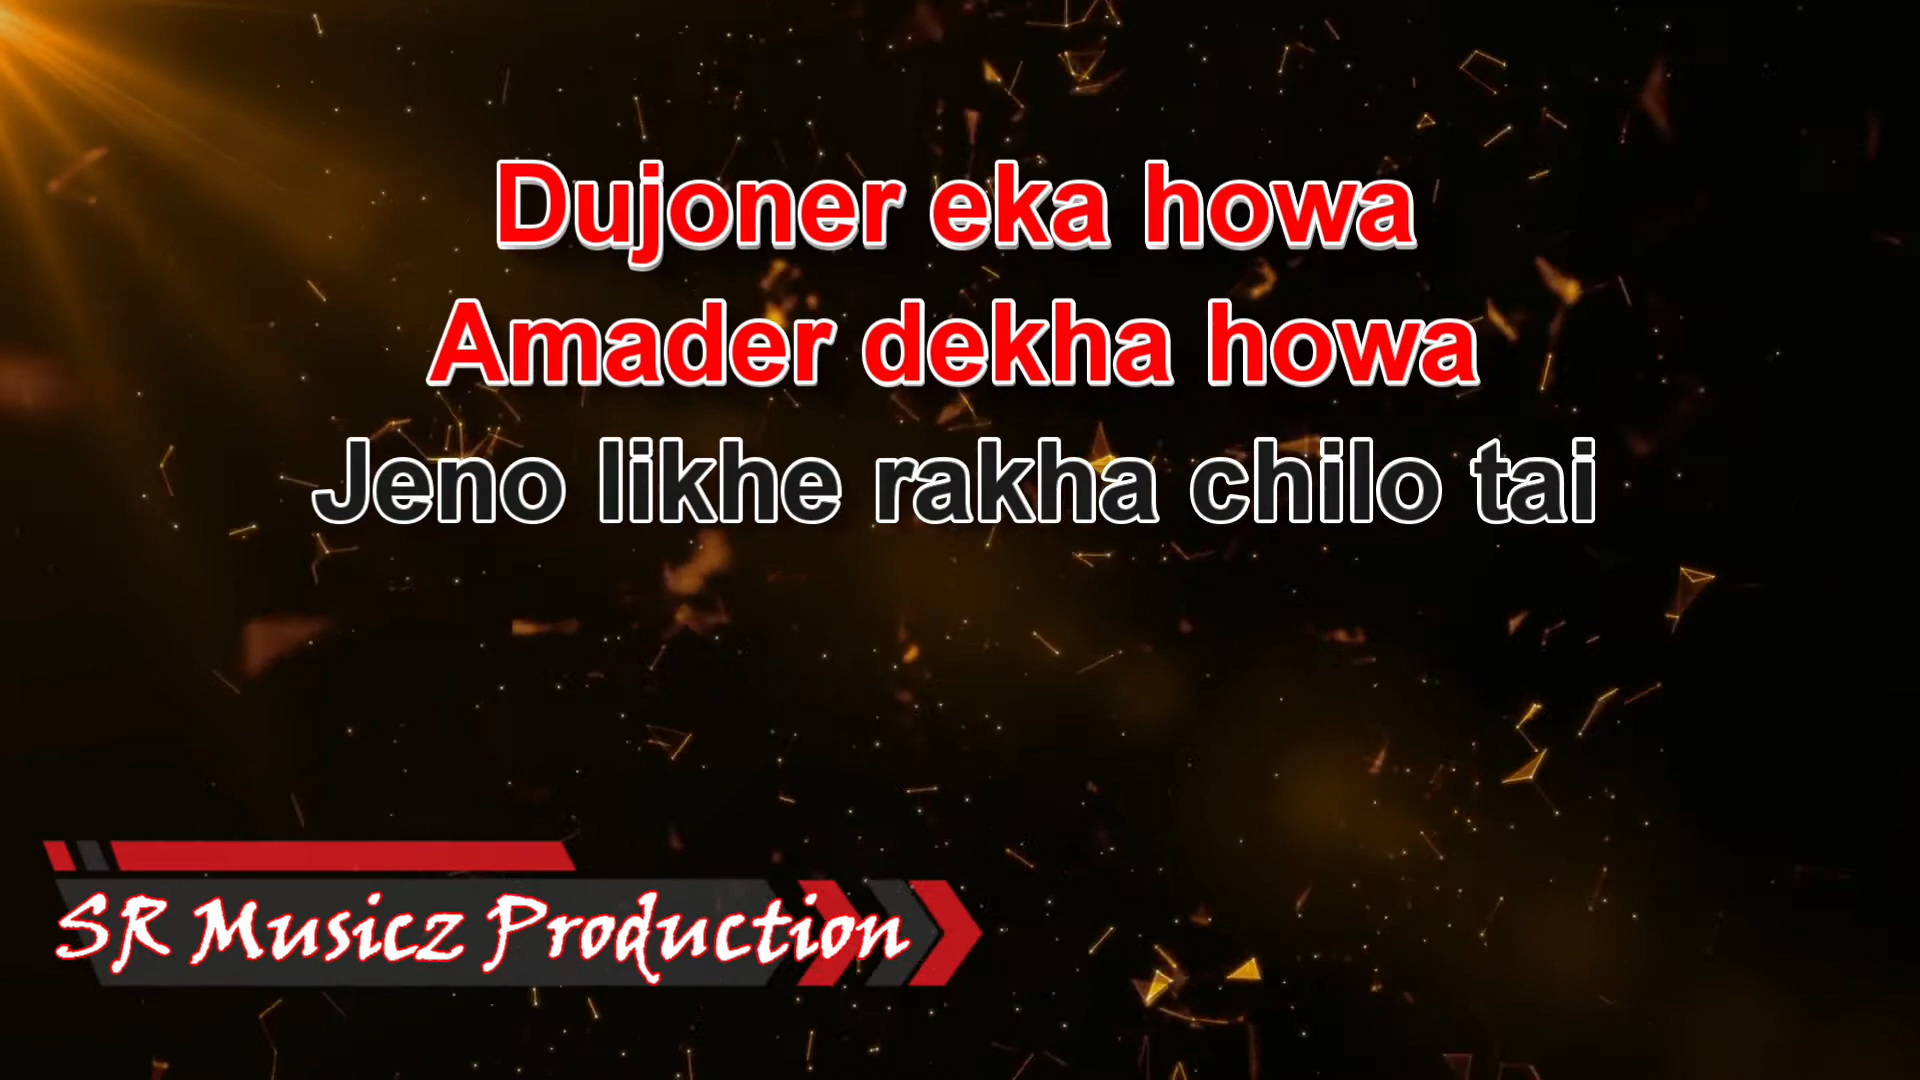 Dujoner eka howa
Amader dekha howa
Jeno likhe rakha chilo tai
SR Musicz Production